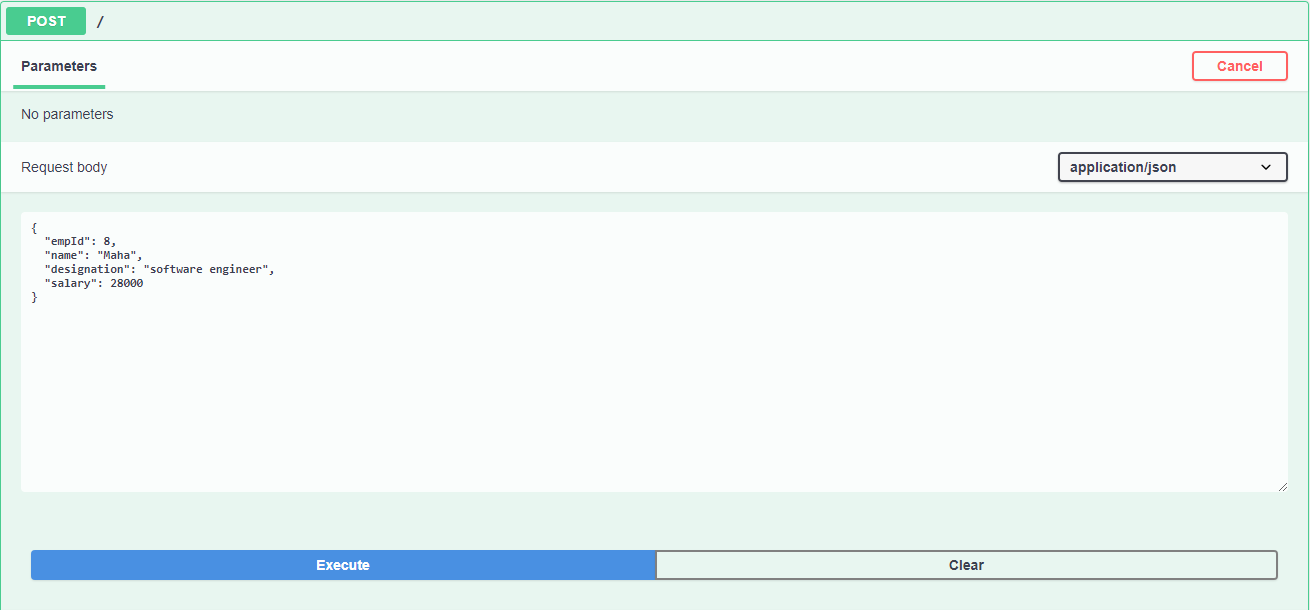 POST /
Parameters Cancel
No parameters
Request body application/json
{
  "empId": 8,
  "name": "Maha",
  "designation": "software engineer",
  "salary": 28000
}
Execute Clear